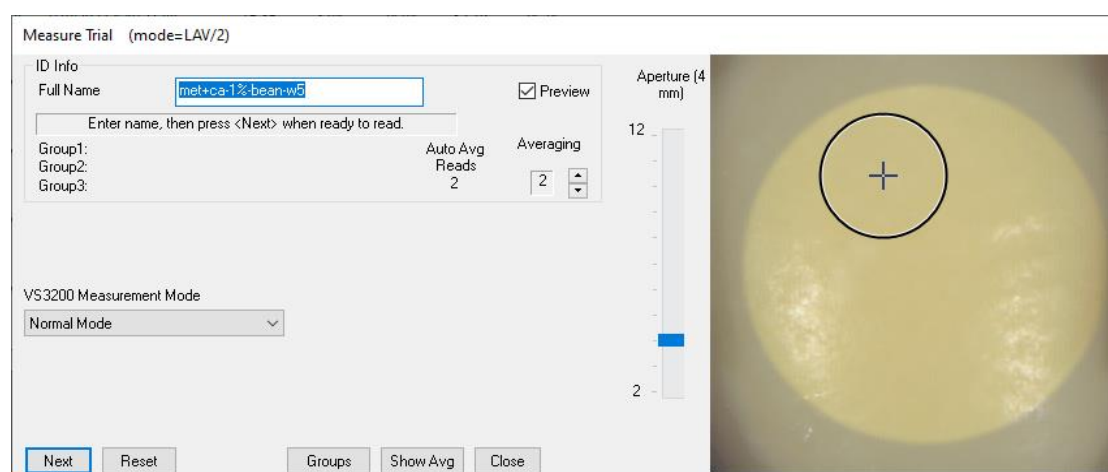 Measure Trial (mode=LAV/2)
ID Info
Full Name met+ca-1%-bean-w5
Preview
Enter name, then press <Next> when ready to read.
Group1:
Group2:
Group3:
Auto Avg
Reads
2
Averaging
2
VS3200 Measurement Mode
Normal Mode
Aperture (4
mm)
12
2
Next Reset Groups Show Avg Close